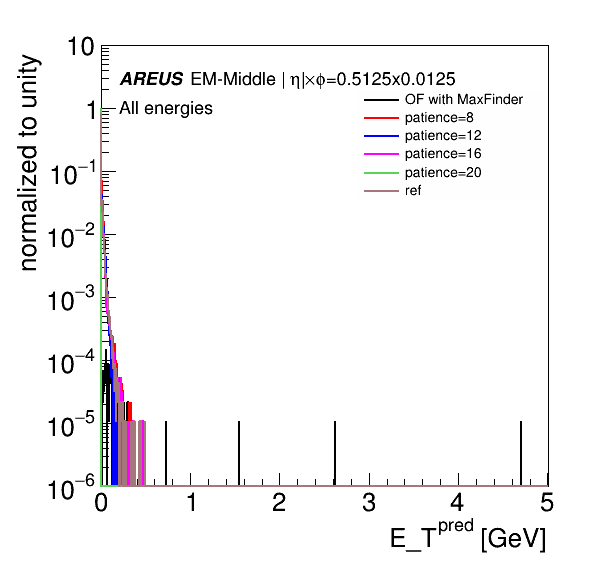 10
1
10⁻¹
10⁻²
10⁻³
10⁻⁴
10⁻⁵
10⁻⁶
normalized to unity
AREUS EM-Middle | η|×ϕ=0.5125x0.0125
All energies
OF with MaxFinder
patience=8
patience=12
patience=16
patience=20
ref
0 1 2 3 4 5
E_T^pred [GeV]